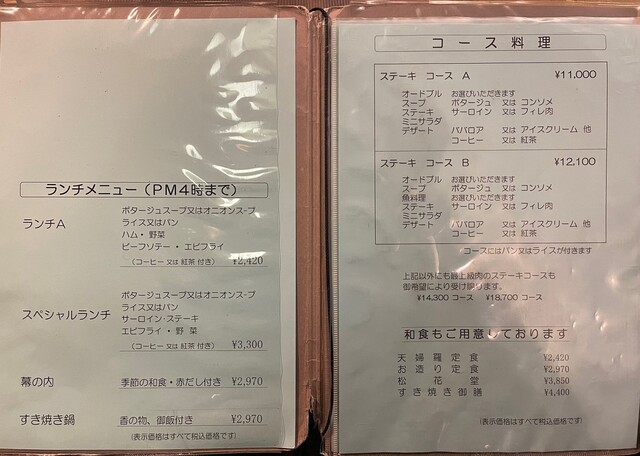 ランチメニュー（PM4時まで）
ランチA
ポタージュスープ又はオニオンスープ
ライス又はパン
ハム・野菜
ビーフソテー・エビフライ
（コーヒー又は紅茶 付き） ¥2,420
スペシャルランチ
ポタージュスープ又はオニオンスープ
ライス又はパン
サーロイン・ステーキ
エビフライ・野 菜
（コーヒー又は紅茶 付き） ¥3,300
幕の内 季節の和食・赤だし付き ¥2,970
すき焼き鍋 香の物、御飯付き ¥2,970
（表示価格はすべて税込価格です）
コース料理
ステーキ コース A ¥11,000
オードブル お選びいただきます
スープ ポタージュ 又は コンソメ
ステーキ サーロイン 又は フィレ肉
ミニサラダ
デザート ババロア 又は アイスクリーム 他
コーヒー 又は 紅茶
ステーキ コース B ¥12,100
オードブル お選びいただきます
スープ ポタージュ 又は コンソメ
魚料理 お選びいただきます
ステーキ サーロイン 又は フィレ肉
ミニサラダ
デザート ババロア 又は アイスクリーム 他
コーヒー 又は 紅茶
・コースにはパン又はライスが付きます
上記以外にも最上級肉のステーキコースも
御希望により受け賜ります。
¥14,300 コース ¥18,700 コース
和食もご用意しております
天婦羅定食 ¥2,420
お造り定食 ¥2,970
松花堂 ¥3,850
すき焼き御膳 ¥4,400
（表示価格はすべて税込価格です）